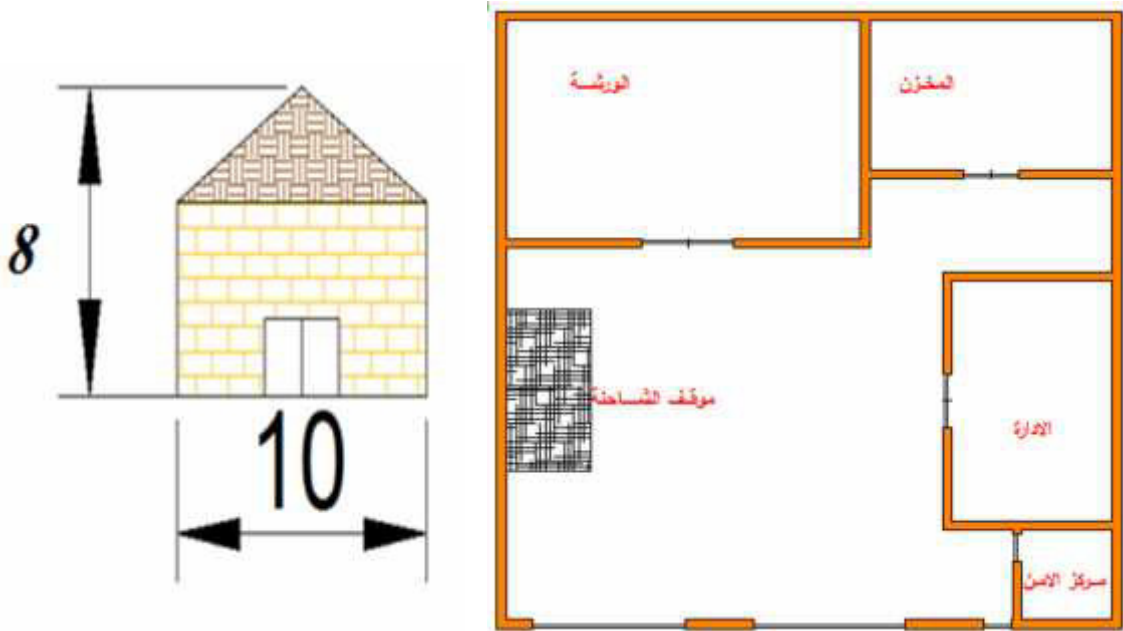 8
10
الورشة
المخزن
موقف الشاحنة
الادارة
مركز الامن